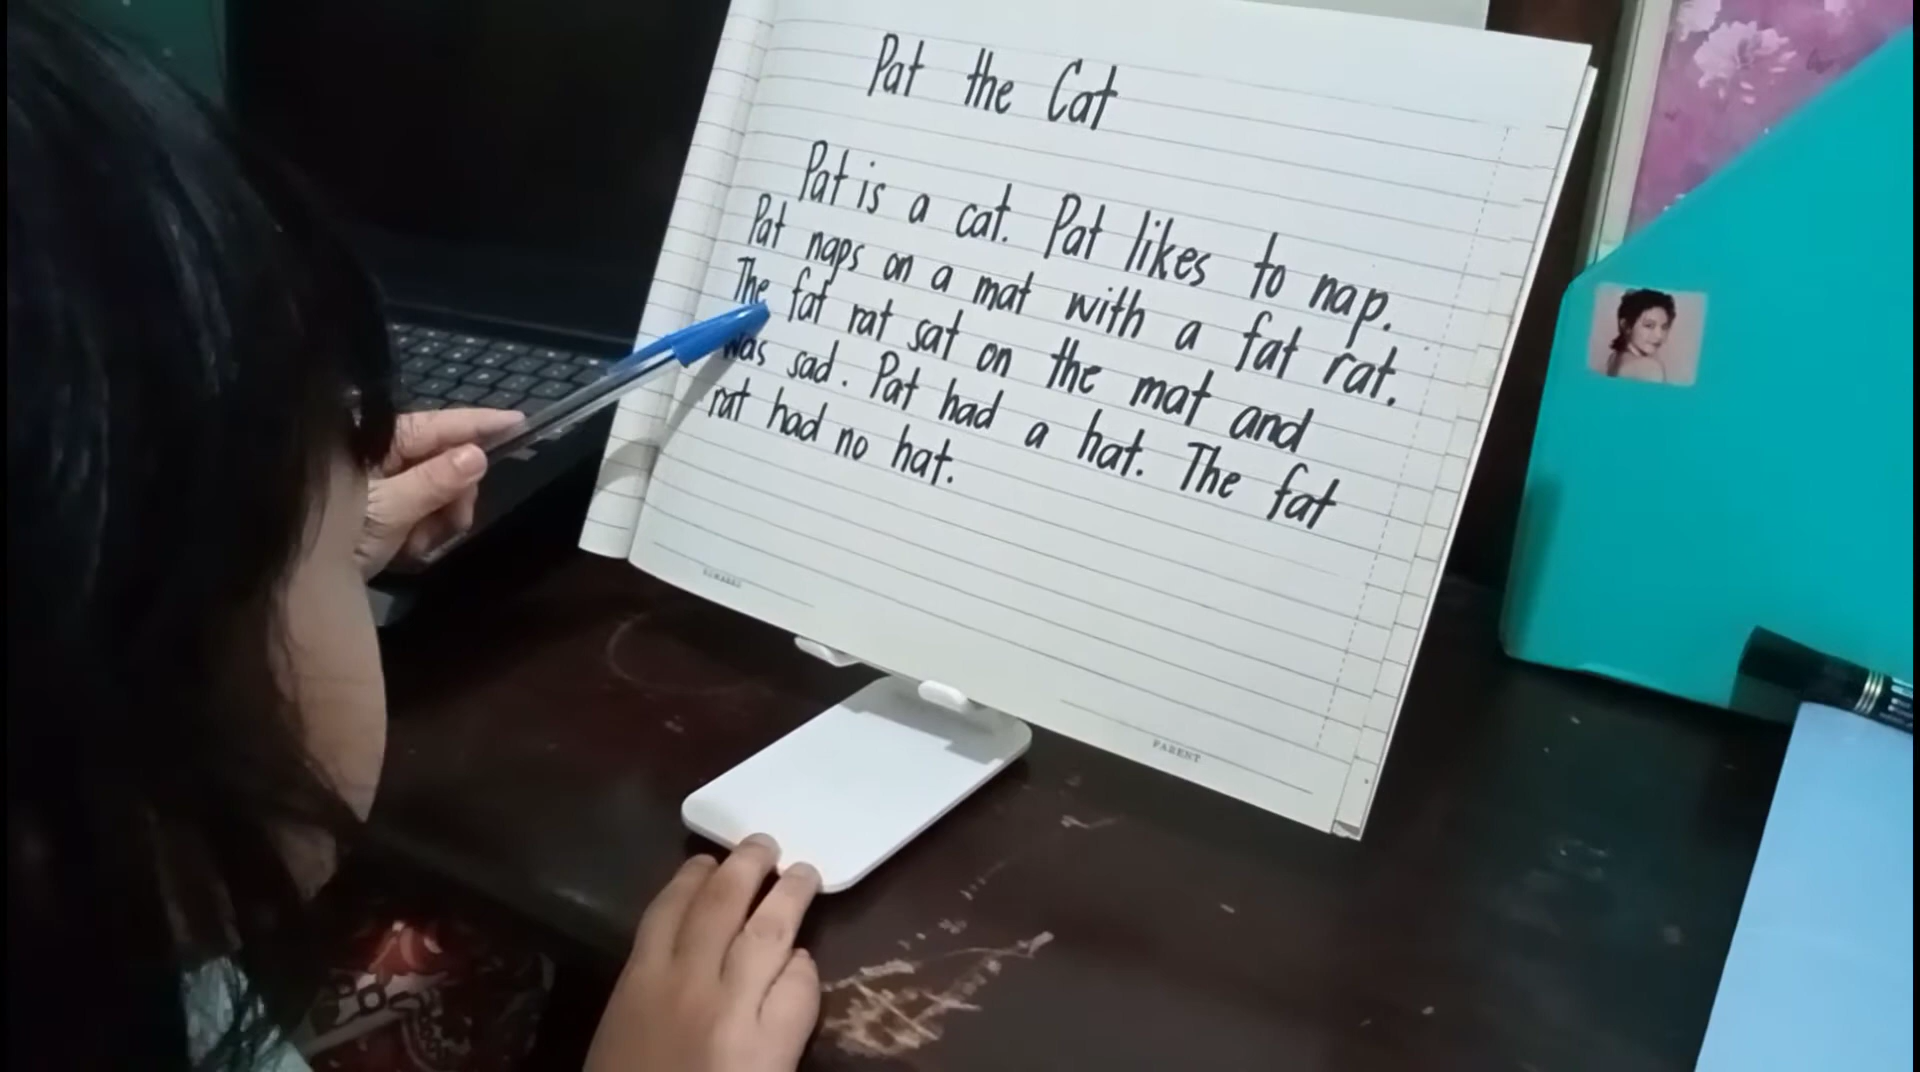 Pat the Cat
Pat is a cat. Pat likes to nap.
Pat naps on a mat with a fat rat.
The fat rat sat on the mat and
was sad. Pat had a hat. The fat
rat had no hat.
PARENT